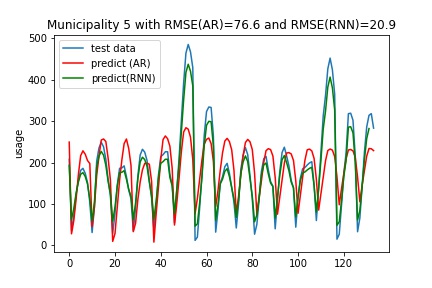 Municipality 5 with RMSE(AR)=76.6 and RMSE(RNN)=20.9
test data
predict (AR)
predict(RNN)
usage
500
400
300
200
100
0
0 20 40 60 80 100 120